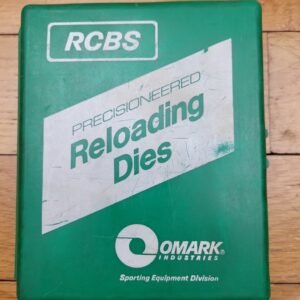 RCBS
PRECISIONEERED
Reloading
Dies
OMARK®
INDUSTRIES
Sporting Equipment Division